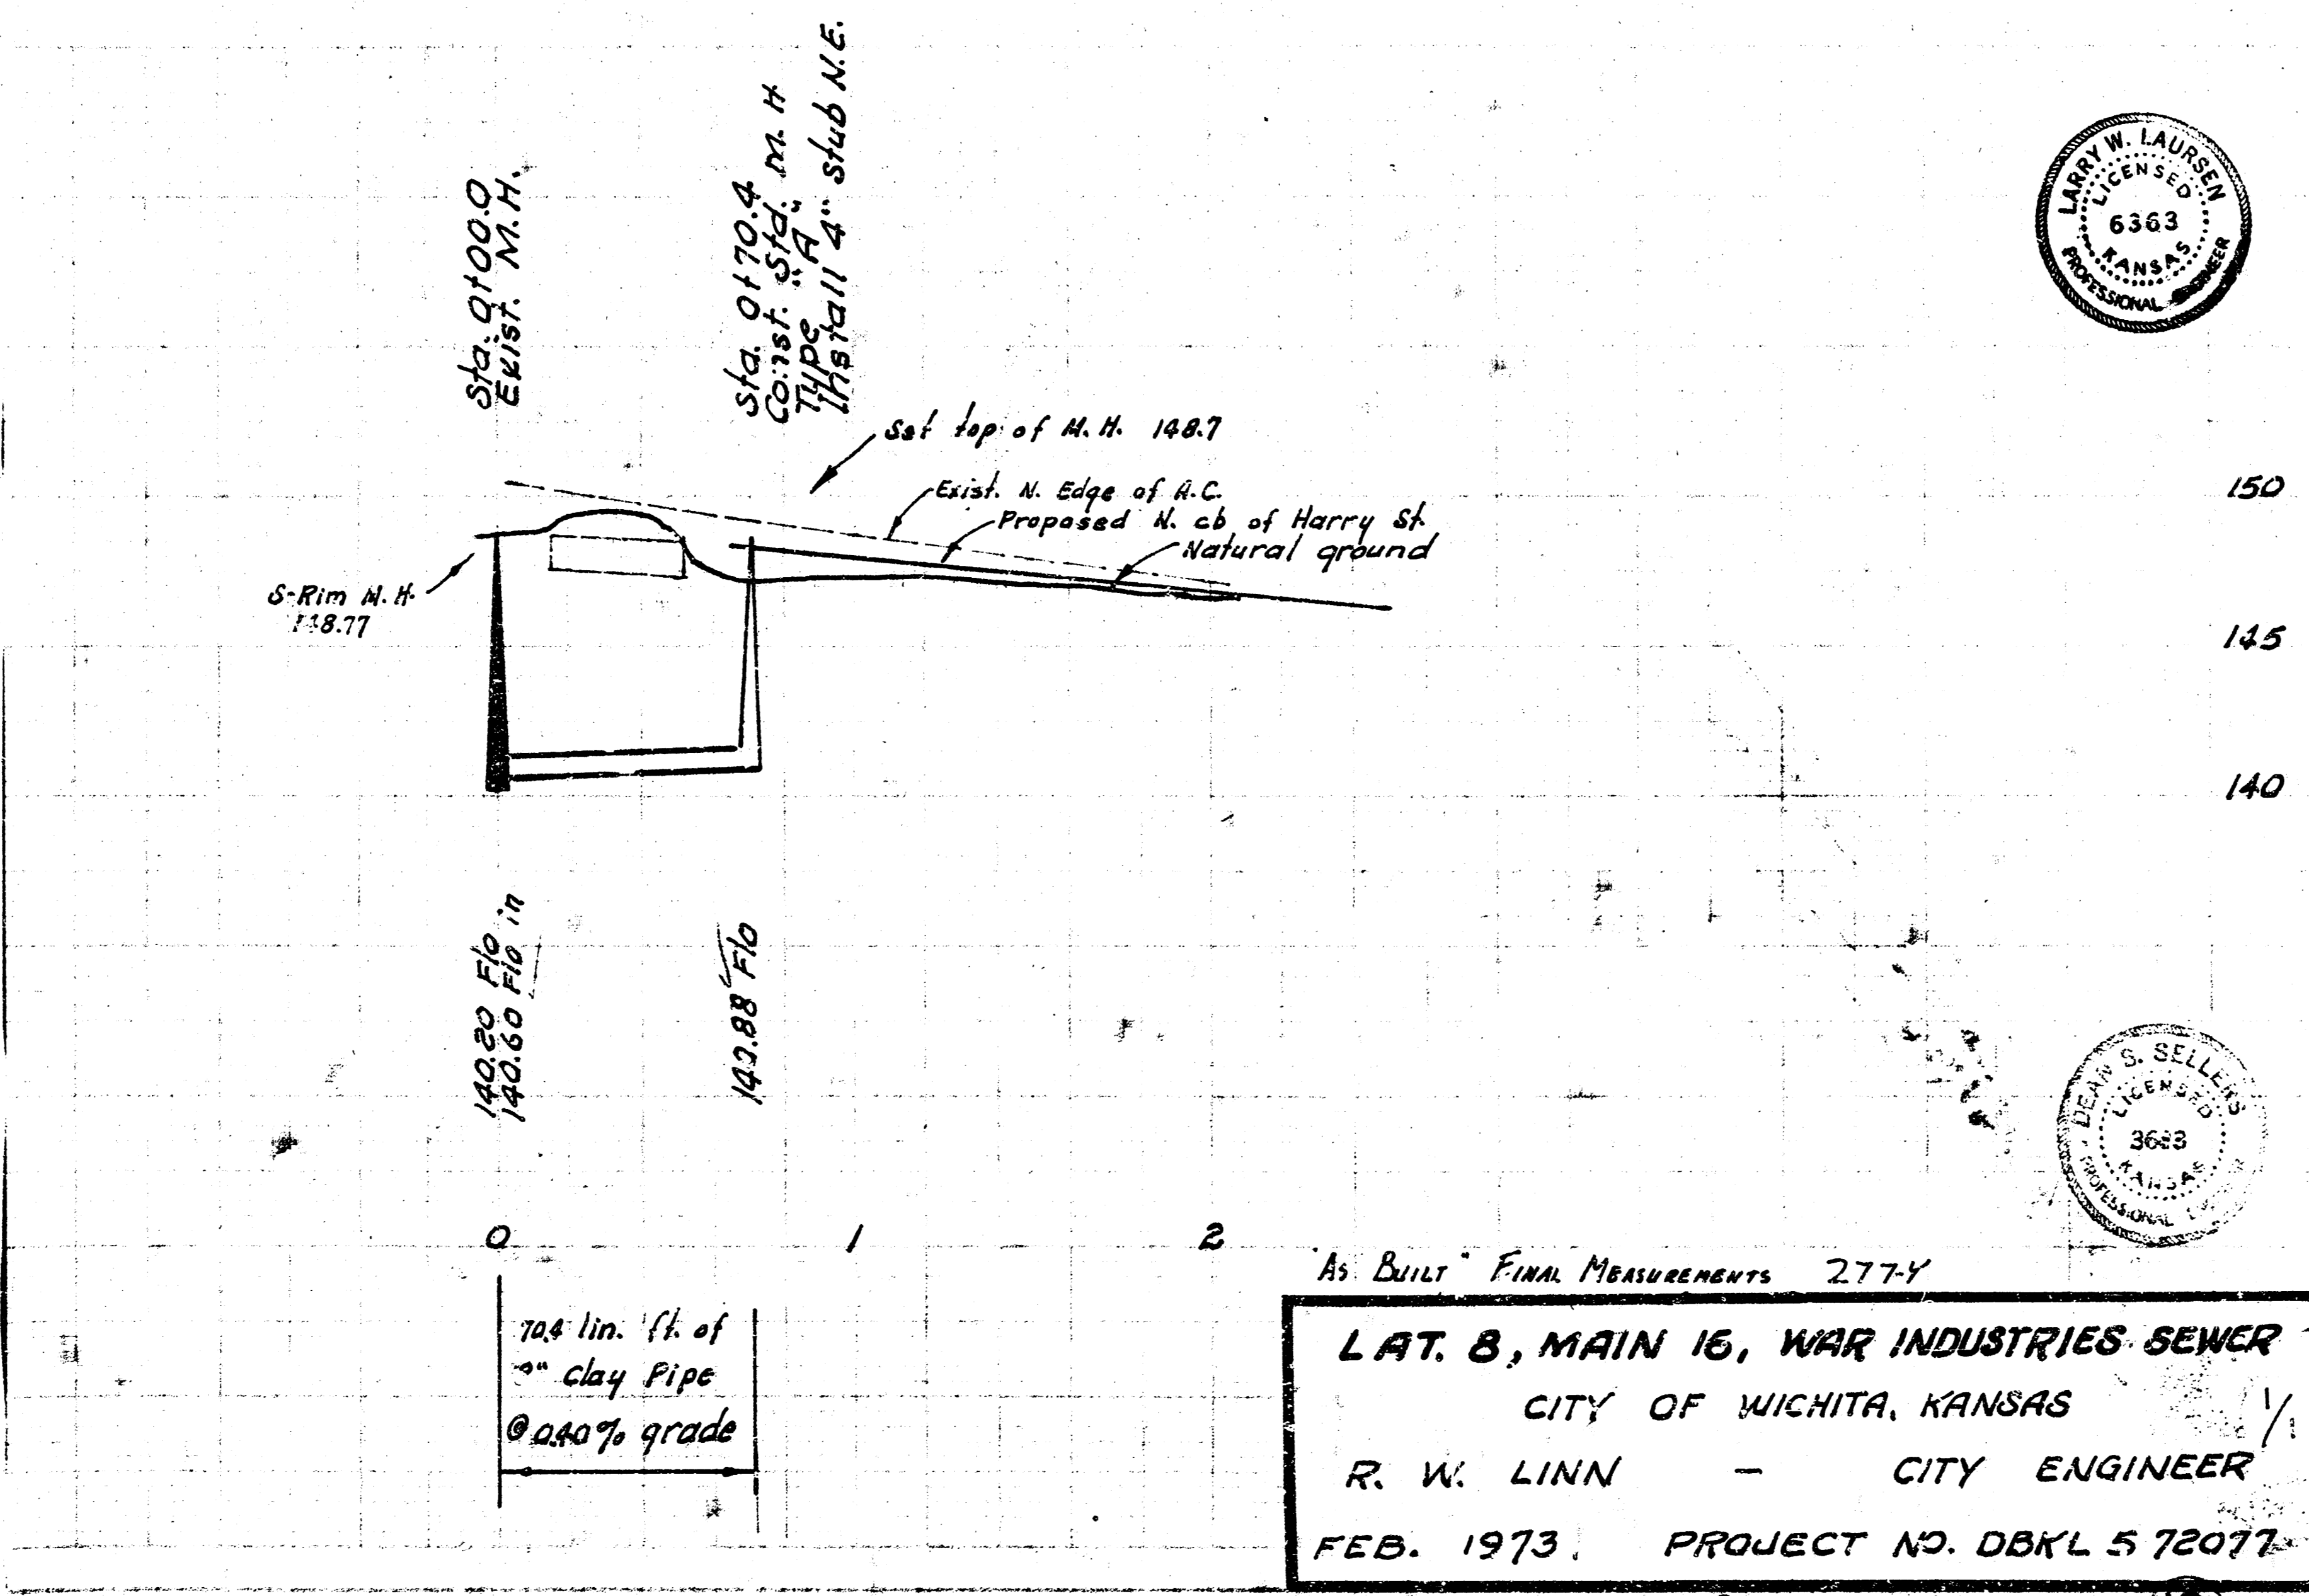 Sta. 0+00.0
Exist. M.H.
Sta. 0+70.4
Const. Std. M.H
Type "A"
Install 4" stub N.E.
LARRY W. LAURSEN
LICENSED
6363
KANSAS
PROFESSIONAL ENGINEER
Set top of M.H. 148.7
Exist. N. Edge of A.C.
Proposed N. cb of Harry St.
Natural ground
S-Rim M.H.
148.77
150
145
140
140.20 Flo
140.60 Flo in
140.88 Flo
DEAN S. SELLERS
LICENSED
KANSAS
PROFESSIONAL
0 1 2
"As Built" Final Measurements 277-Y
70.4 lin. ft. of
Clay Pipe
@ 0.40% grade
LAT. 8, MAIN 16, WAR INDUSTRIES SEWER
CITY OF WICHITA, KANSAS
1/1
R. W. LINN - CITY ENGINEER
FEB. 1973. PROJECT NO. DBKL 5 72077